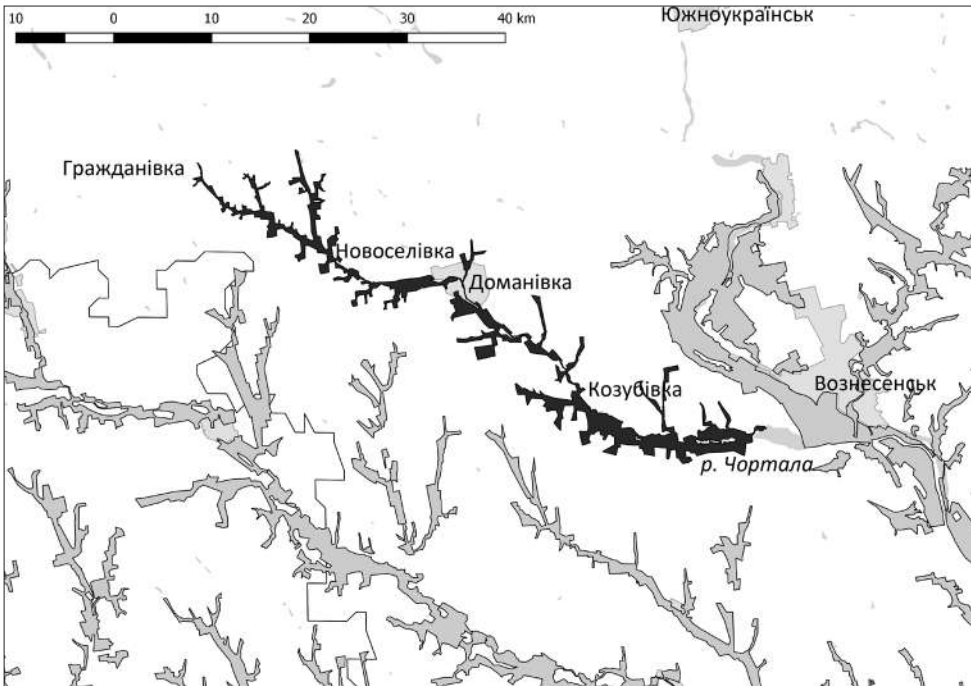 10 0 10 20 30 40 km
Южноукраїнськ
Гражданівка
Новоселівка
Доманівка
Козубівка
Вознесенськ
р. Чортала